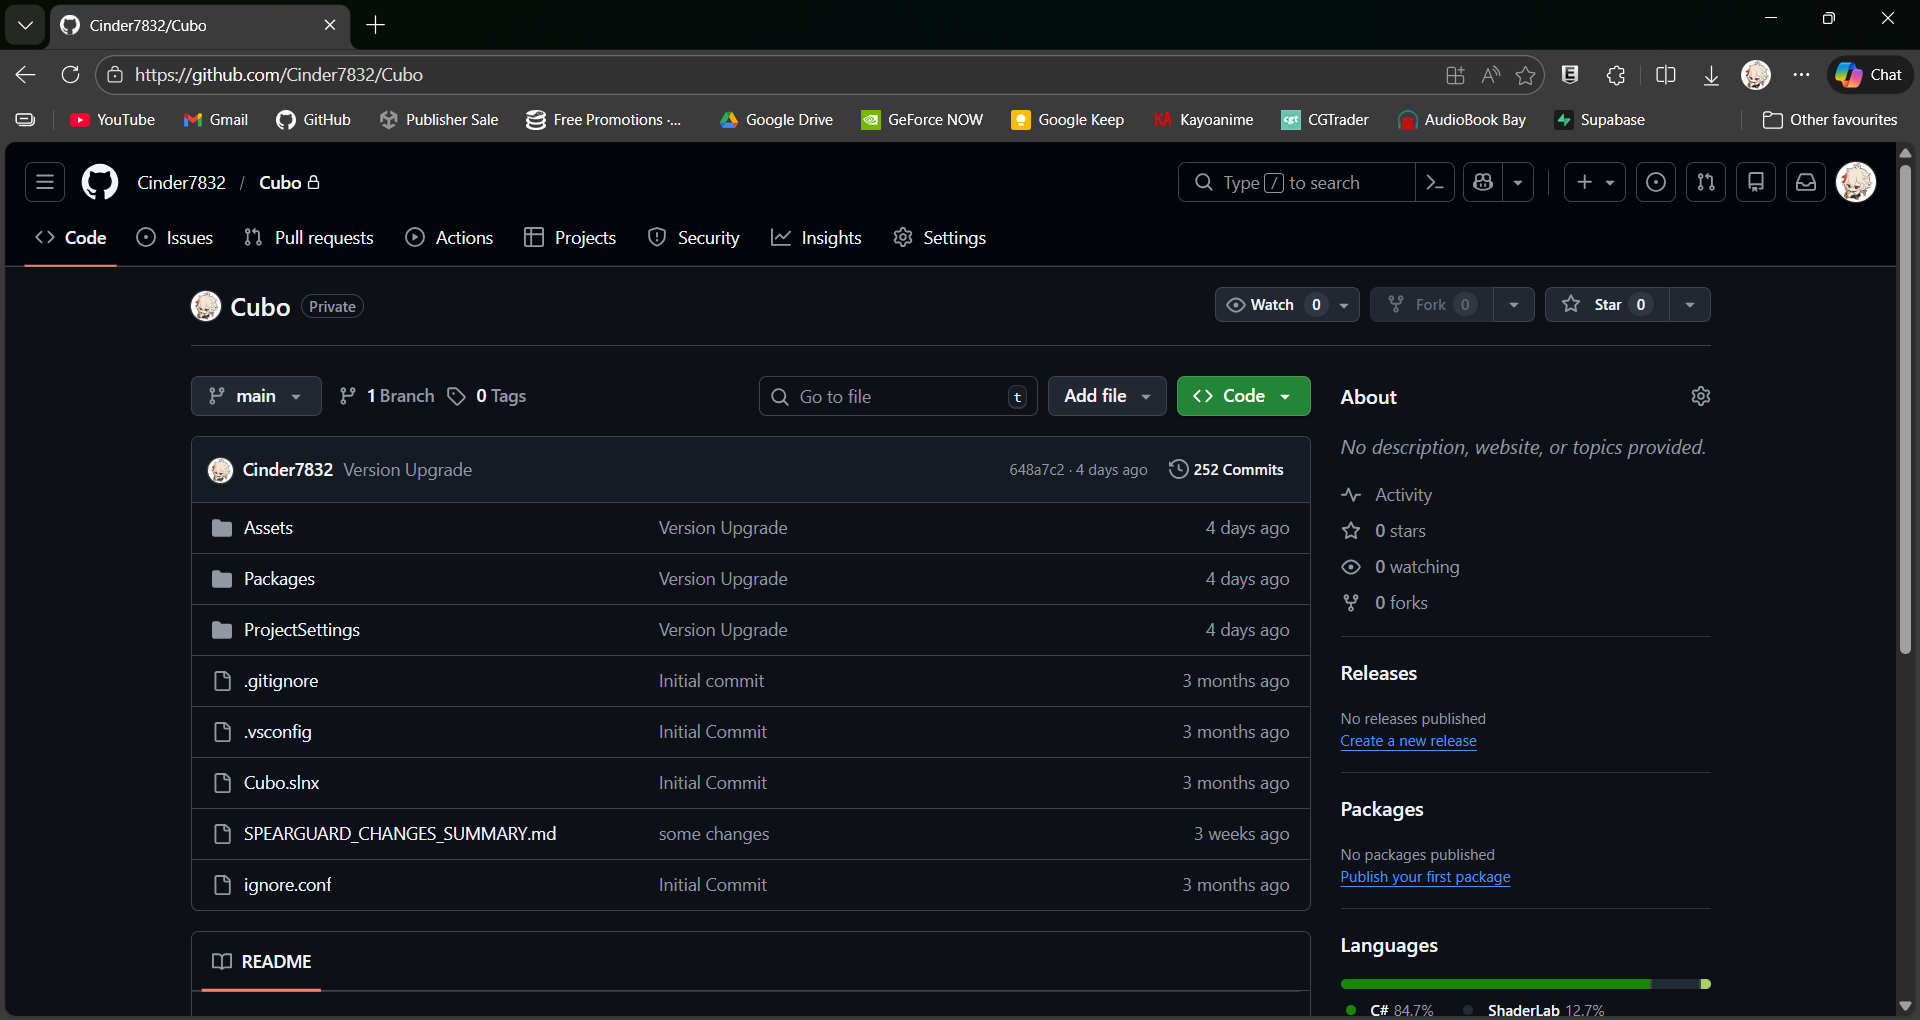 Cinder7832/Cubo
https://github.com/Cinder7832/Cubo
Chat
YouTube
Gmail
GitHub
Publisher Sale
Free Promotions -...
Google Drive
GeForce NOW
Google Keep
KA Kayoanime
cgt CGTrader
AudioBook Bay
Supabase
Other favourites
Cinder7832 / Cubo
Type / to search
Code
Issues
Pull requests
Actions
Projects
Security
Insights
Settings
Cubo Private
Watch 0
Fork 0
Star 0
main
1 Branch
0 Tags
Go to file
t
Add file
Code
Cinder7832 Version Upgrade 648a7c2 · 4 days ago 252 Commits
Assets Version Upgrade 4 days ago
Packages Version Upgrade 4 days ago
ProjectSettings Version Upgrade 4 days ago
.gitignore Initial commit 3 months ago
.vsconfig Initial Commit 3 months ago
Cubo.slnx Initial Commit 3 months ago
SPEARGUARD_CHANGES_SUMMARY.md some changes 3 weeks ago
ignore.conf Initial Commit 3 months ago
README
About
No description, website, or topics provided.
Activity
0 stars
0 watching
0 forks
Releases
No releases published
Create a new release
Packages
No packages published
Publish your first package
Languages
C# 84.7% ShaderLab 12.7%